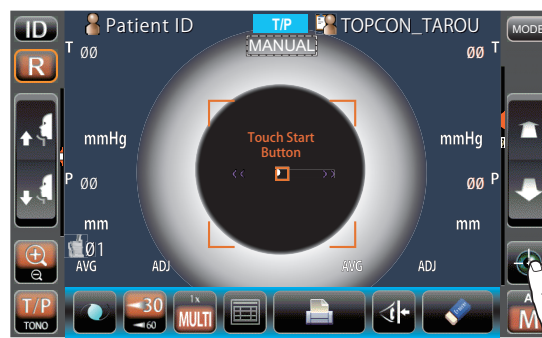 ID
Patient ID
T/P
TOPCON_TAROU
MODE
MANUAL
R
T 00
00 T
mmHg
Touch Start
Button
mmHg
P 00
00 P
mm
mm
01
AVG
ADJ
AVG
ADJ
T/P
TONO
30
60
1x
MULTI
A
M